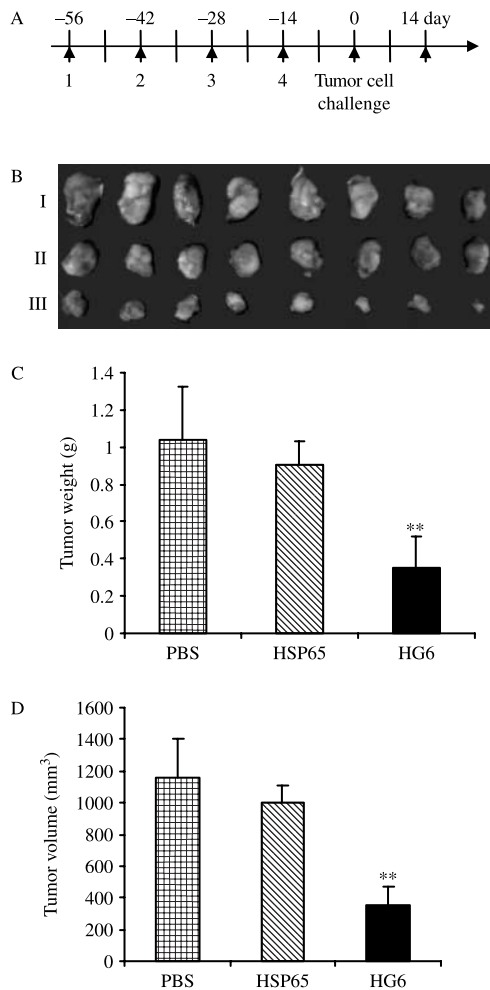 A
–56 –42 –28 –14 0 14 day
1 2 3 4 Tumor cell
challenge
B
I
II
III
C
Tumor weight (g)
1.4
1.2
1
0.8
0.6
0.4
0.2
0
**
PBS HSP65 HG6
D
Tumor volume (mm³)
1600
1400
1200
1000
800
600
400
200
0
**
PBS HSP65 HG6